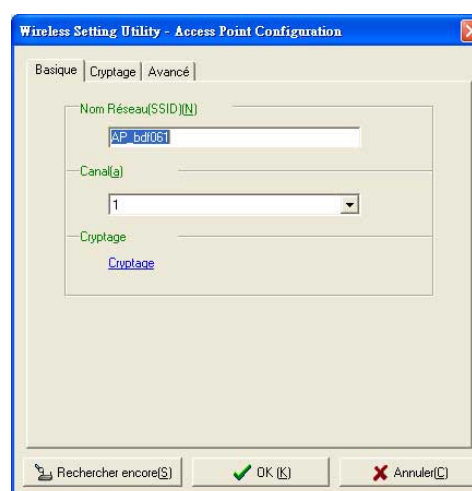 Wireless Setting Utility - Access Point Configuration
Basique Cryptage Avancé
Nom Réseau(SSID)(N)
AP_bdf061
Canal(a)
1
Cryptage
Cryptage
Rechercher encore(S) OK (K) Annuler(C)